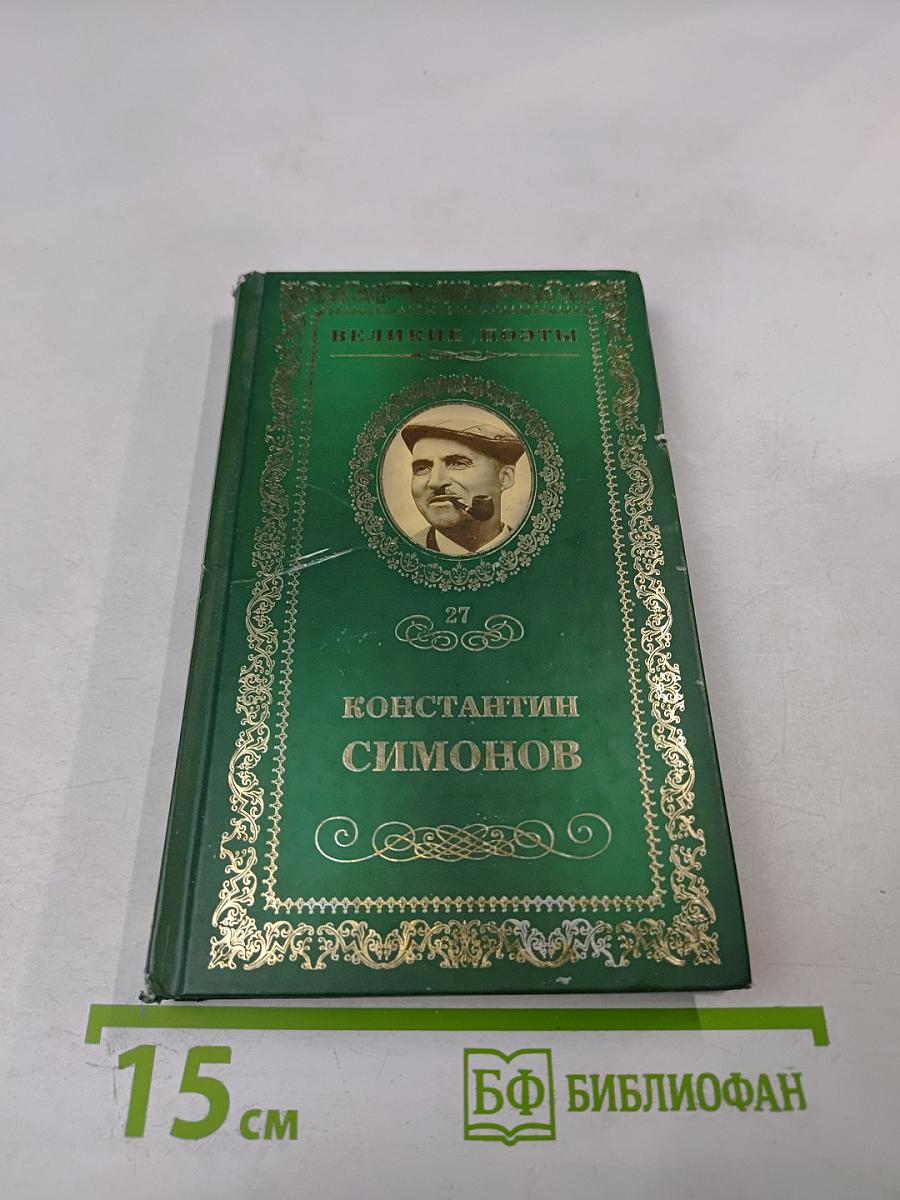 ВЕЛИКИЕ ПОЭТЫ
27
КОНСТАНТИН
СИМОНОВ
15 см
БФ БИБЛИОФАН